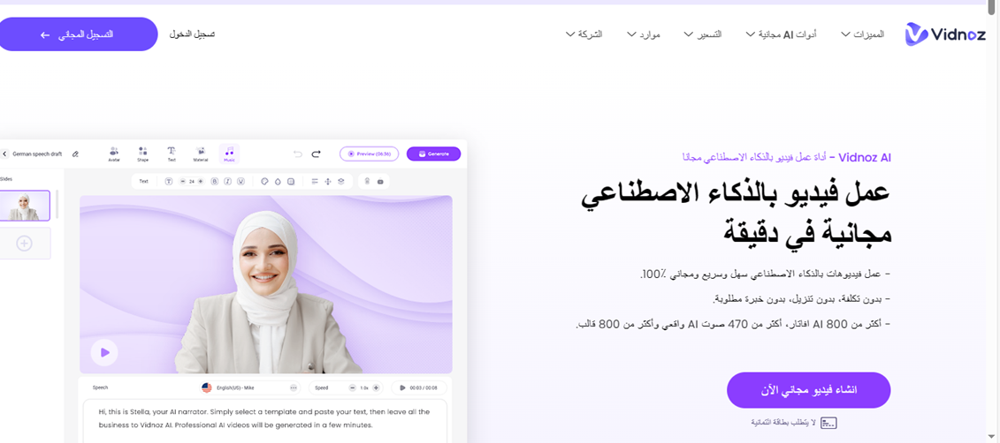 Vidnoz
المميزات
أدوات AI مجانية
التسعير
موارد
الشركة
تسجيل الدخول
التسجيل المجاني
Vidnoz AI - أداة عمل فيديو بالذكاء الاصطناعي مجانا
عمل فيديو بالذكاء الاصطناعي
مجانية في دقيقة
- عمل فيديوهات بالذكاء الاصطناعي سهل وسريع ومجاني 100٪.
- بدون تكلفة، بدون تنزيل، بدون خبرة مطلوبة.
- أكثر من 800 AI افاتار، أكثر من 470 صوت AI واقعي وأكثر من 800 قالب.
انشاء فيديو مجاني الآن
لا يتطلب بطاقة ائتمانية
German speech draft
Avatar
Shape
Text
Material
Music
Preview (06:36)
Generate
Slides
Text
24
B I U
Speech
English(US) - Mike
Speed
1.0x
00:03 / 00:08
Hi, this is Stella, your AI narrator. Simply select a template and paste your text, then leave all the
business to Vidnoz AI. Professional AI videos will be generated in a few minutes.